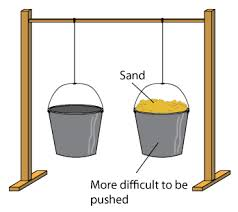 Sand
More difficult to be
pushed